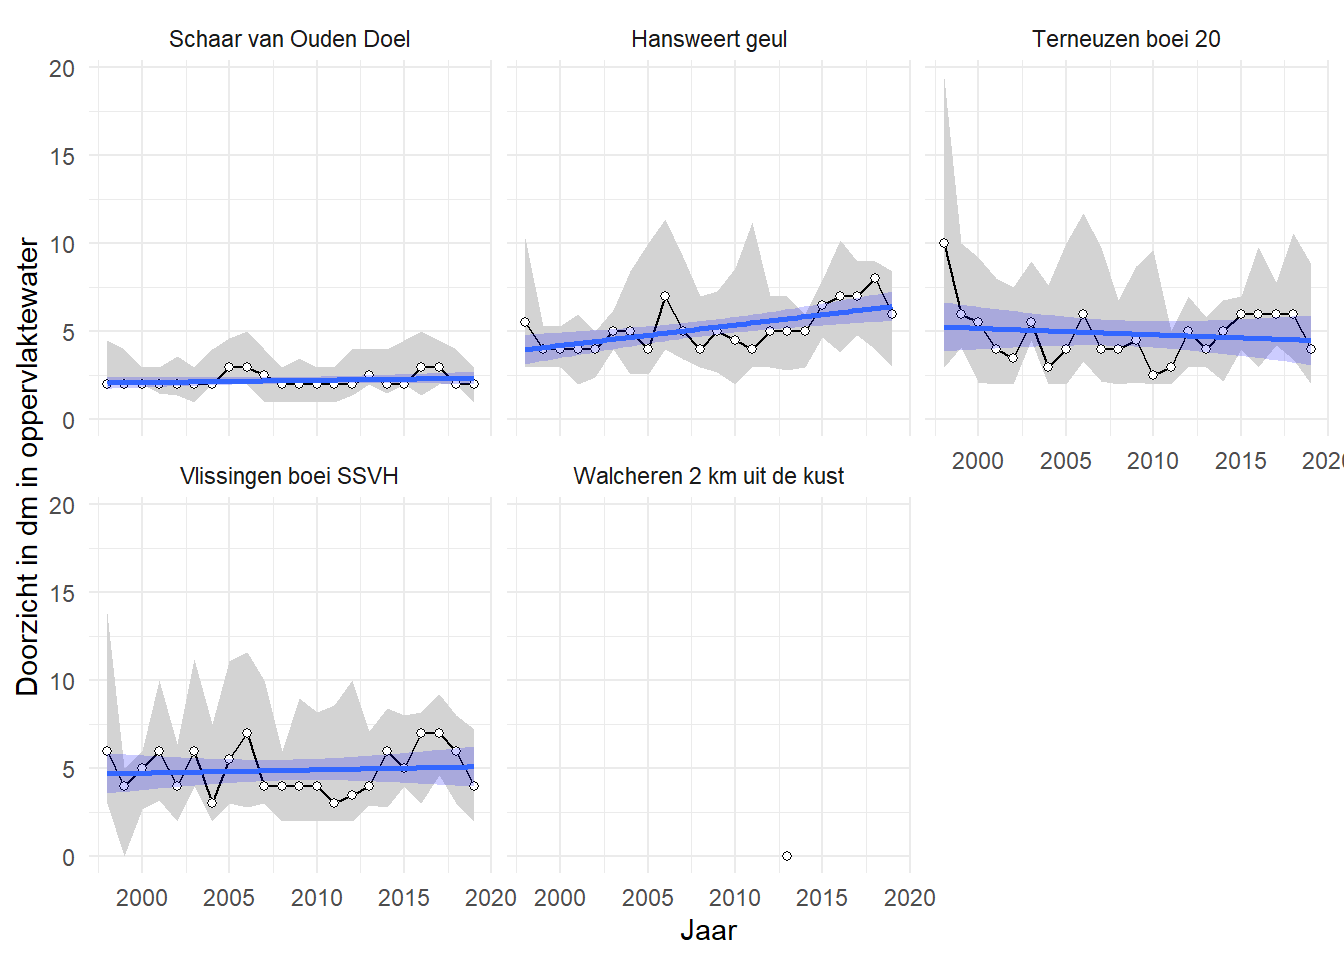 Schaar van Ouden Doel
Hansweert geul
Terneuzen boei 20
20
15
10
5
0
2000 2005 2010 2015 2020
Vlissingen boei SSVH
Walcheren 2 km uit de kust
20
15
10
5
0
2000 2005 2010 2015 2020
2000 2005 2010 2015 2020
Jaar
Doorzicht in dm in oppervlaktewater